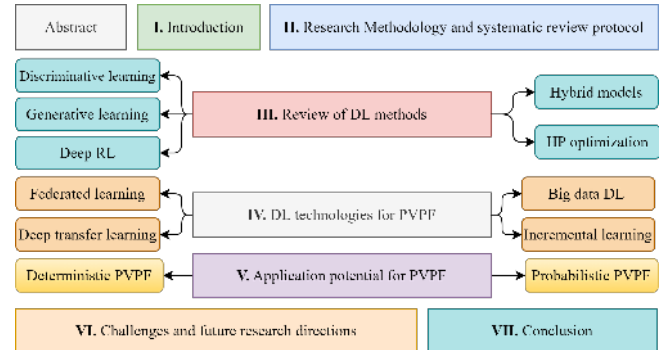 Abstract
I. Introduction
II. Research Methodology and systematic review protocol
Discriminative learning
Generative learning
Deep RL
III. Review of DL methods
Hybrid models
HP optimization
Federated learning
Deep transfer learning
IV. DL technologies for PVPF
Big data DL
Incremental learning
Deterministic PVPF
V. Application potential for PVPF
Probabilistic PVPF
VI. Challenges and future research directions
VII. Conclusion